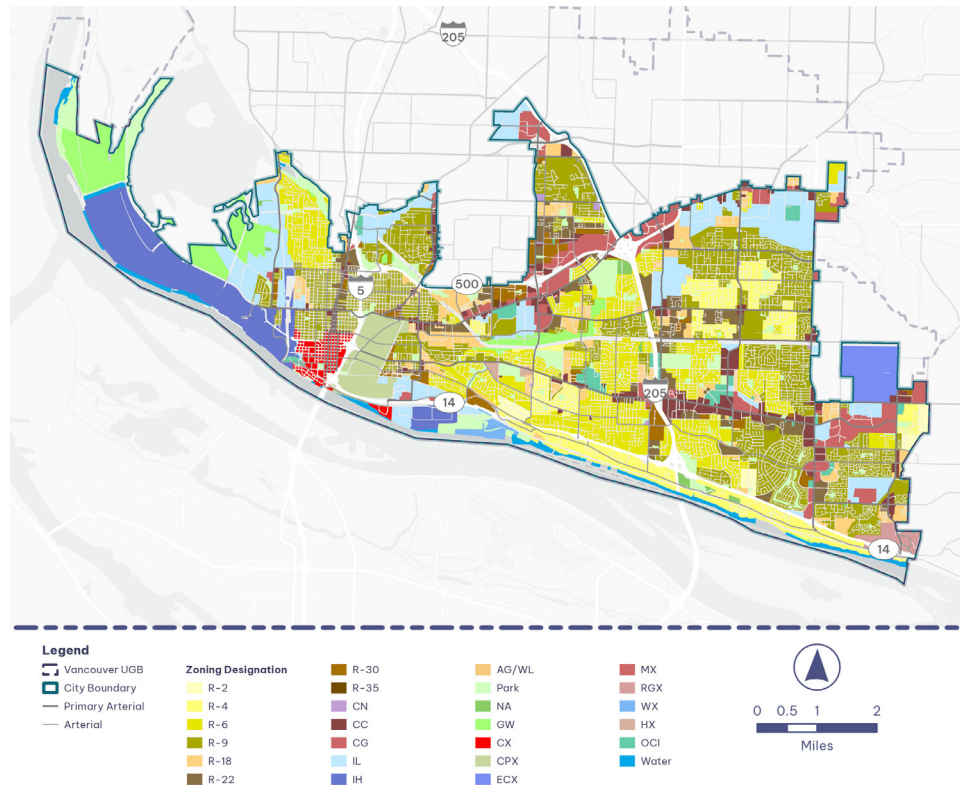 205
500
5
14
205
14
Legend
Vancouver UGB
City Boundary
Primary Arterial
Arterial
Zoning Designation
R-2
R-4
R-6
R-9
R-18
R-22
R-30
R-35
CN
CC
CG
IL
IH
AG/WL
Park
NA
GW
CX
CPX
ECX
MX
RGX
WX
HX
OCI
Water
0 0.5 1 2
Miles